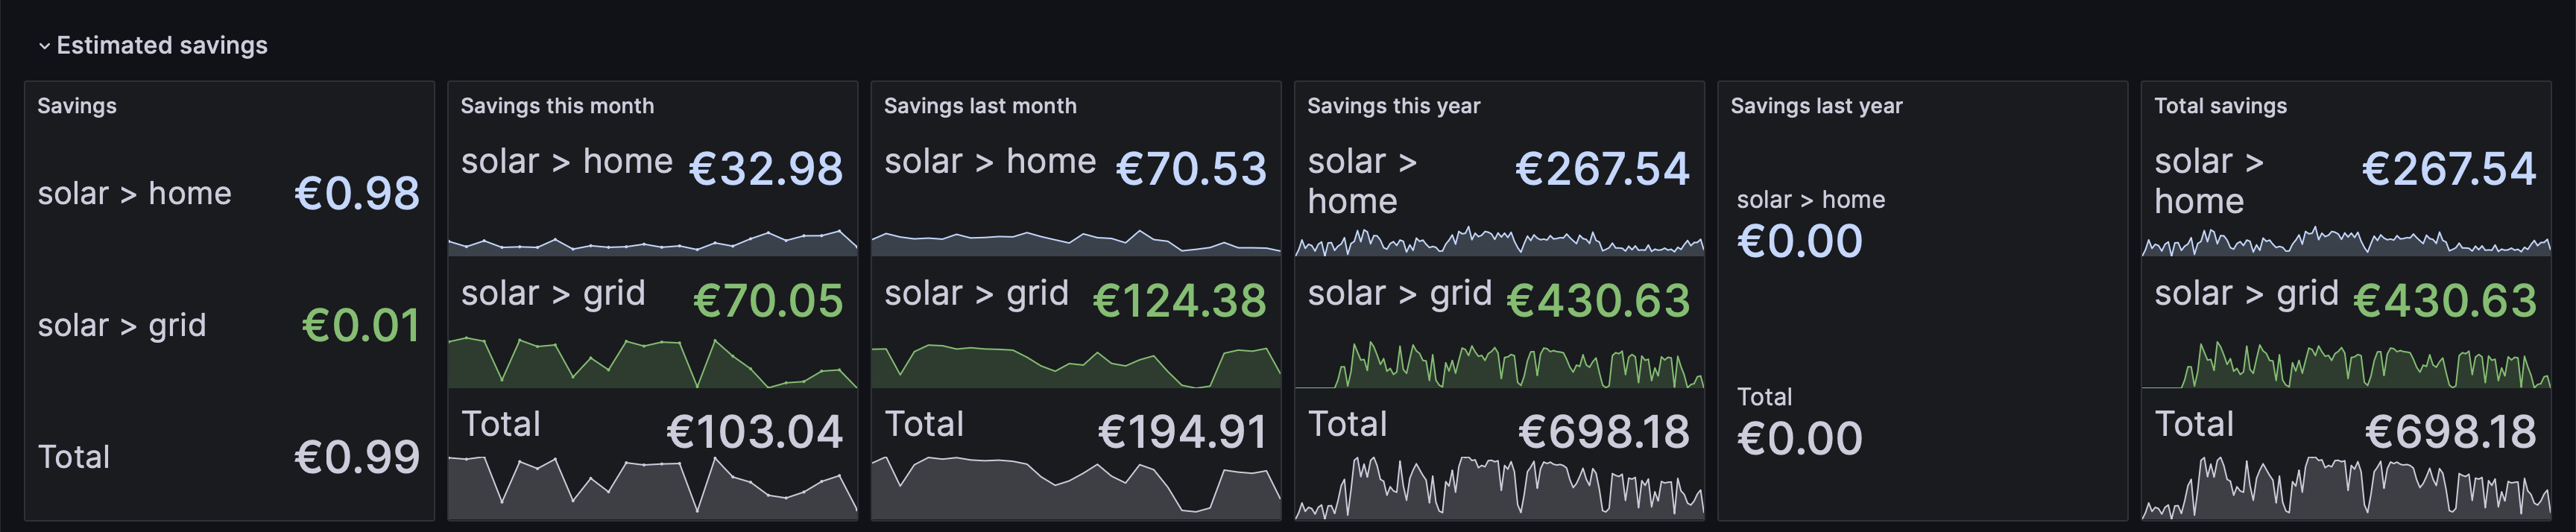 Estimated savings
Savings
solar > home €0.98
solar > grid €0.01
Total €0.99
Savings this month
solar > home €32.98
solar > grid €70.05
Total €103.04
Savings last month
solar > home €70.53
solar > grid €124.38
Total €194.91
Savings this year
solar >
home €267.54
solar > grid €430.63
Total €698.18
Savings last year
solar > home
€0.00
Total
€0.00
Total savings
solar >
home €267.54
solar > grid €430.63
Total €698.18